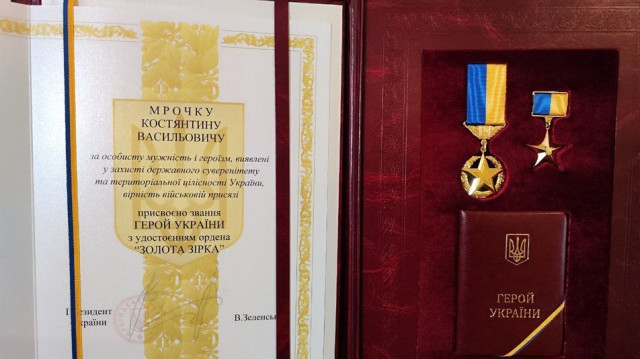 МРОЧКУ
КОСТЯНТИНУ
ВАСИЛЬОВИЧУ
за особисту мужність і героїзм, виявлені
у захисті державного суверенітету
та територіальної цілісності України,
вірність військовій присязі
присвоєно звання
ГЕРОЙ УКРАЇНИ
з удостоєнням ордена
“ЗОЛОТА ЗІРКА”
В.Зеленськ
ГЕРОЙ
УКРАЇНИ